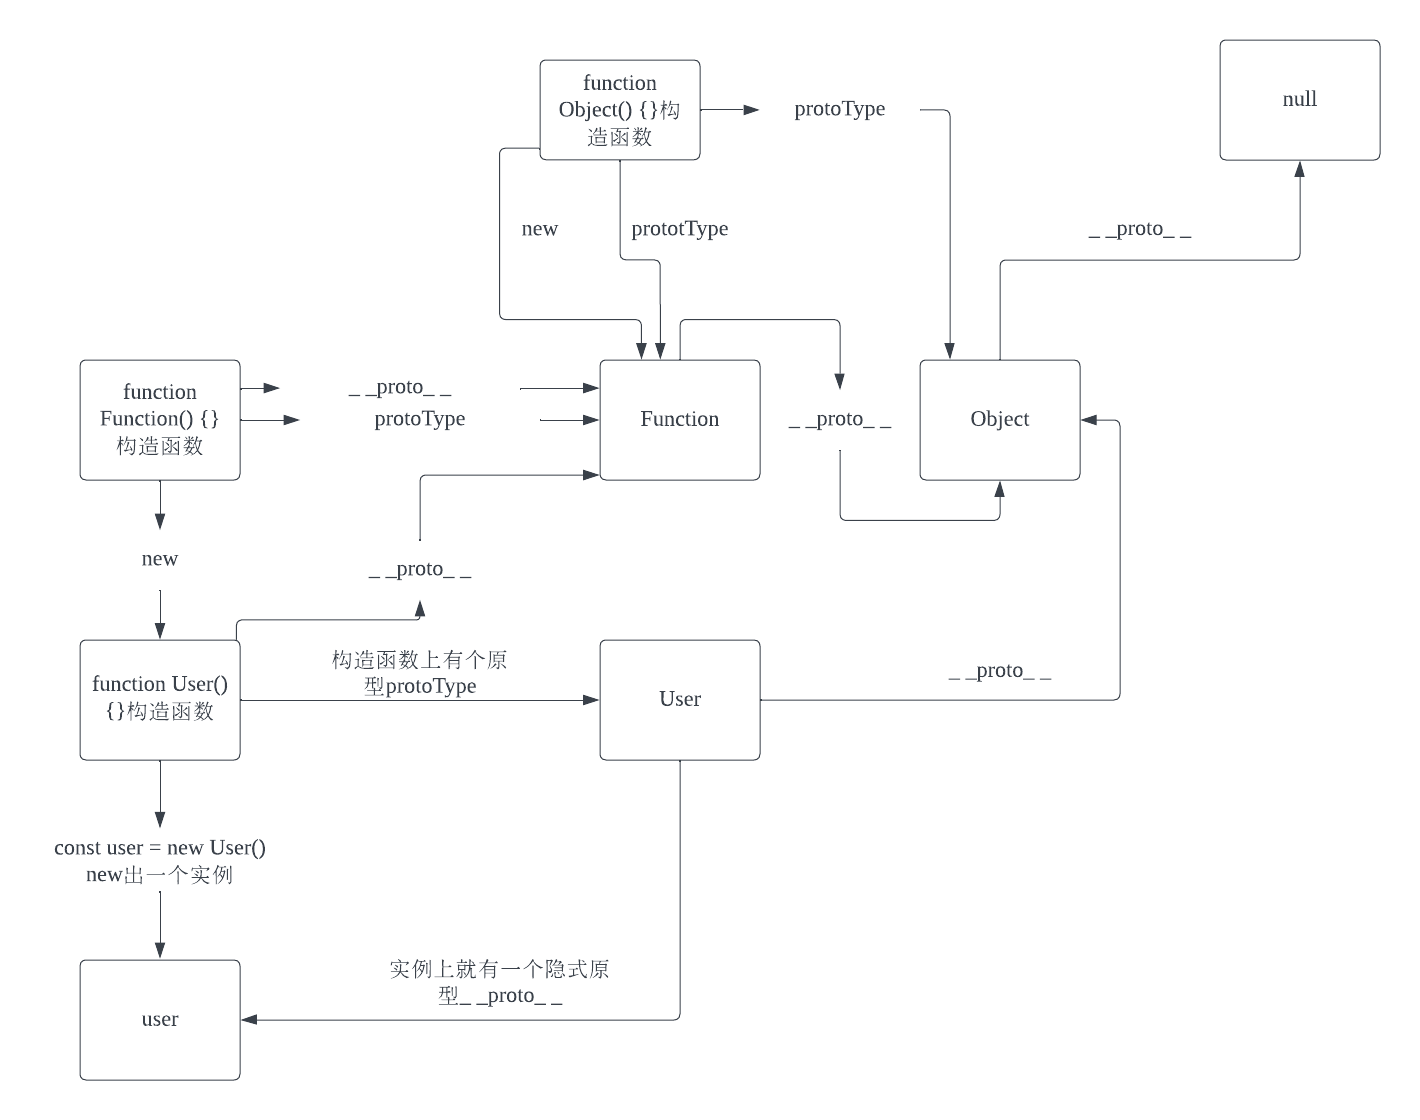 function
Object() {}构
造函数
protoType
null
new
prototType
_ _proto_ _
function
Function() {}
构造函数
_ _proto_ _
protoType
Function
_ _proto_ _
Object
new
_ _proto_ _
function User()
{}构造函数
构造函数上有个原
型protoType
User
_ _proto_ _
const user = new User()
new出一个实例
user
实例上就有一个隐式原
型_ _proto_ _